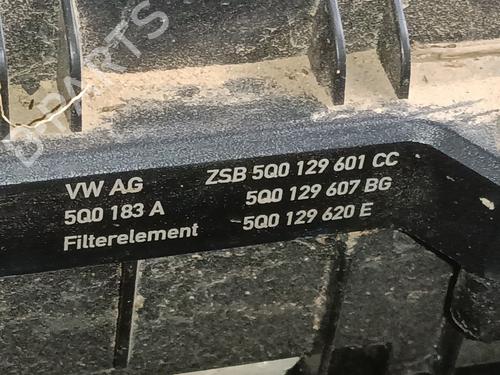 VW AG
5Q0 183 A
Filterelement
ZSB 5Q0 129 601 CC
5Q0 129 607 BG
5Q0 129 620 E